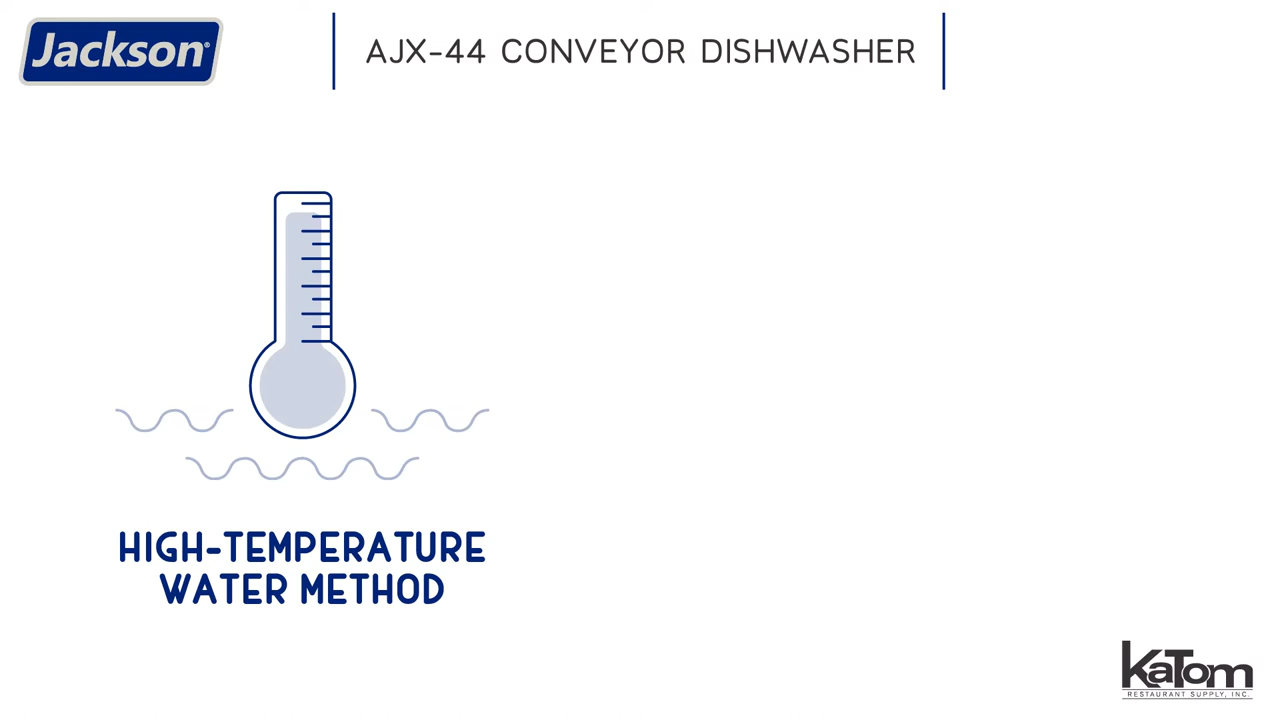 Jackson®
AJX-44 CONVEYOR DISHWASHER
HIGH-TEMPERATURE
WATER METHOD
KaTom
RESTAURANT SUPPLY, INC.